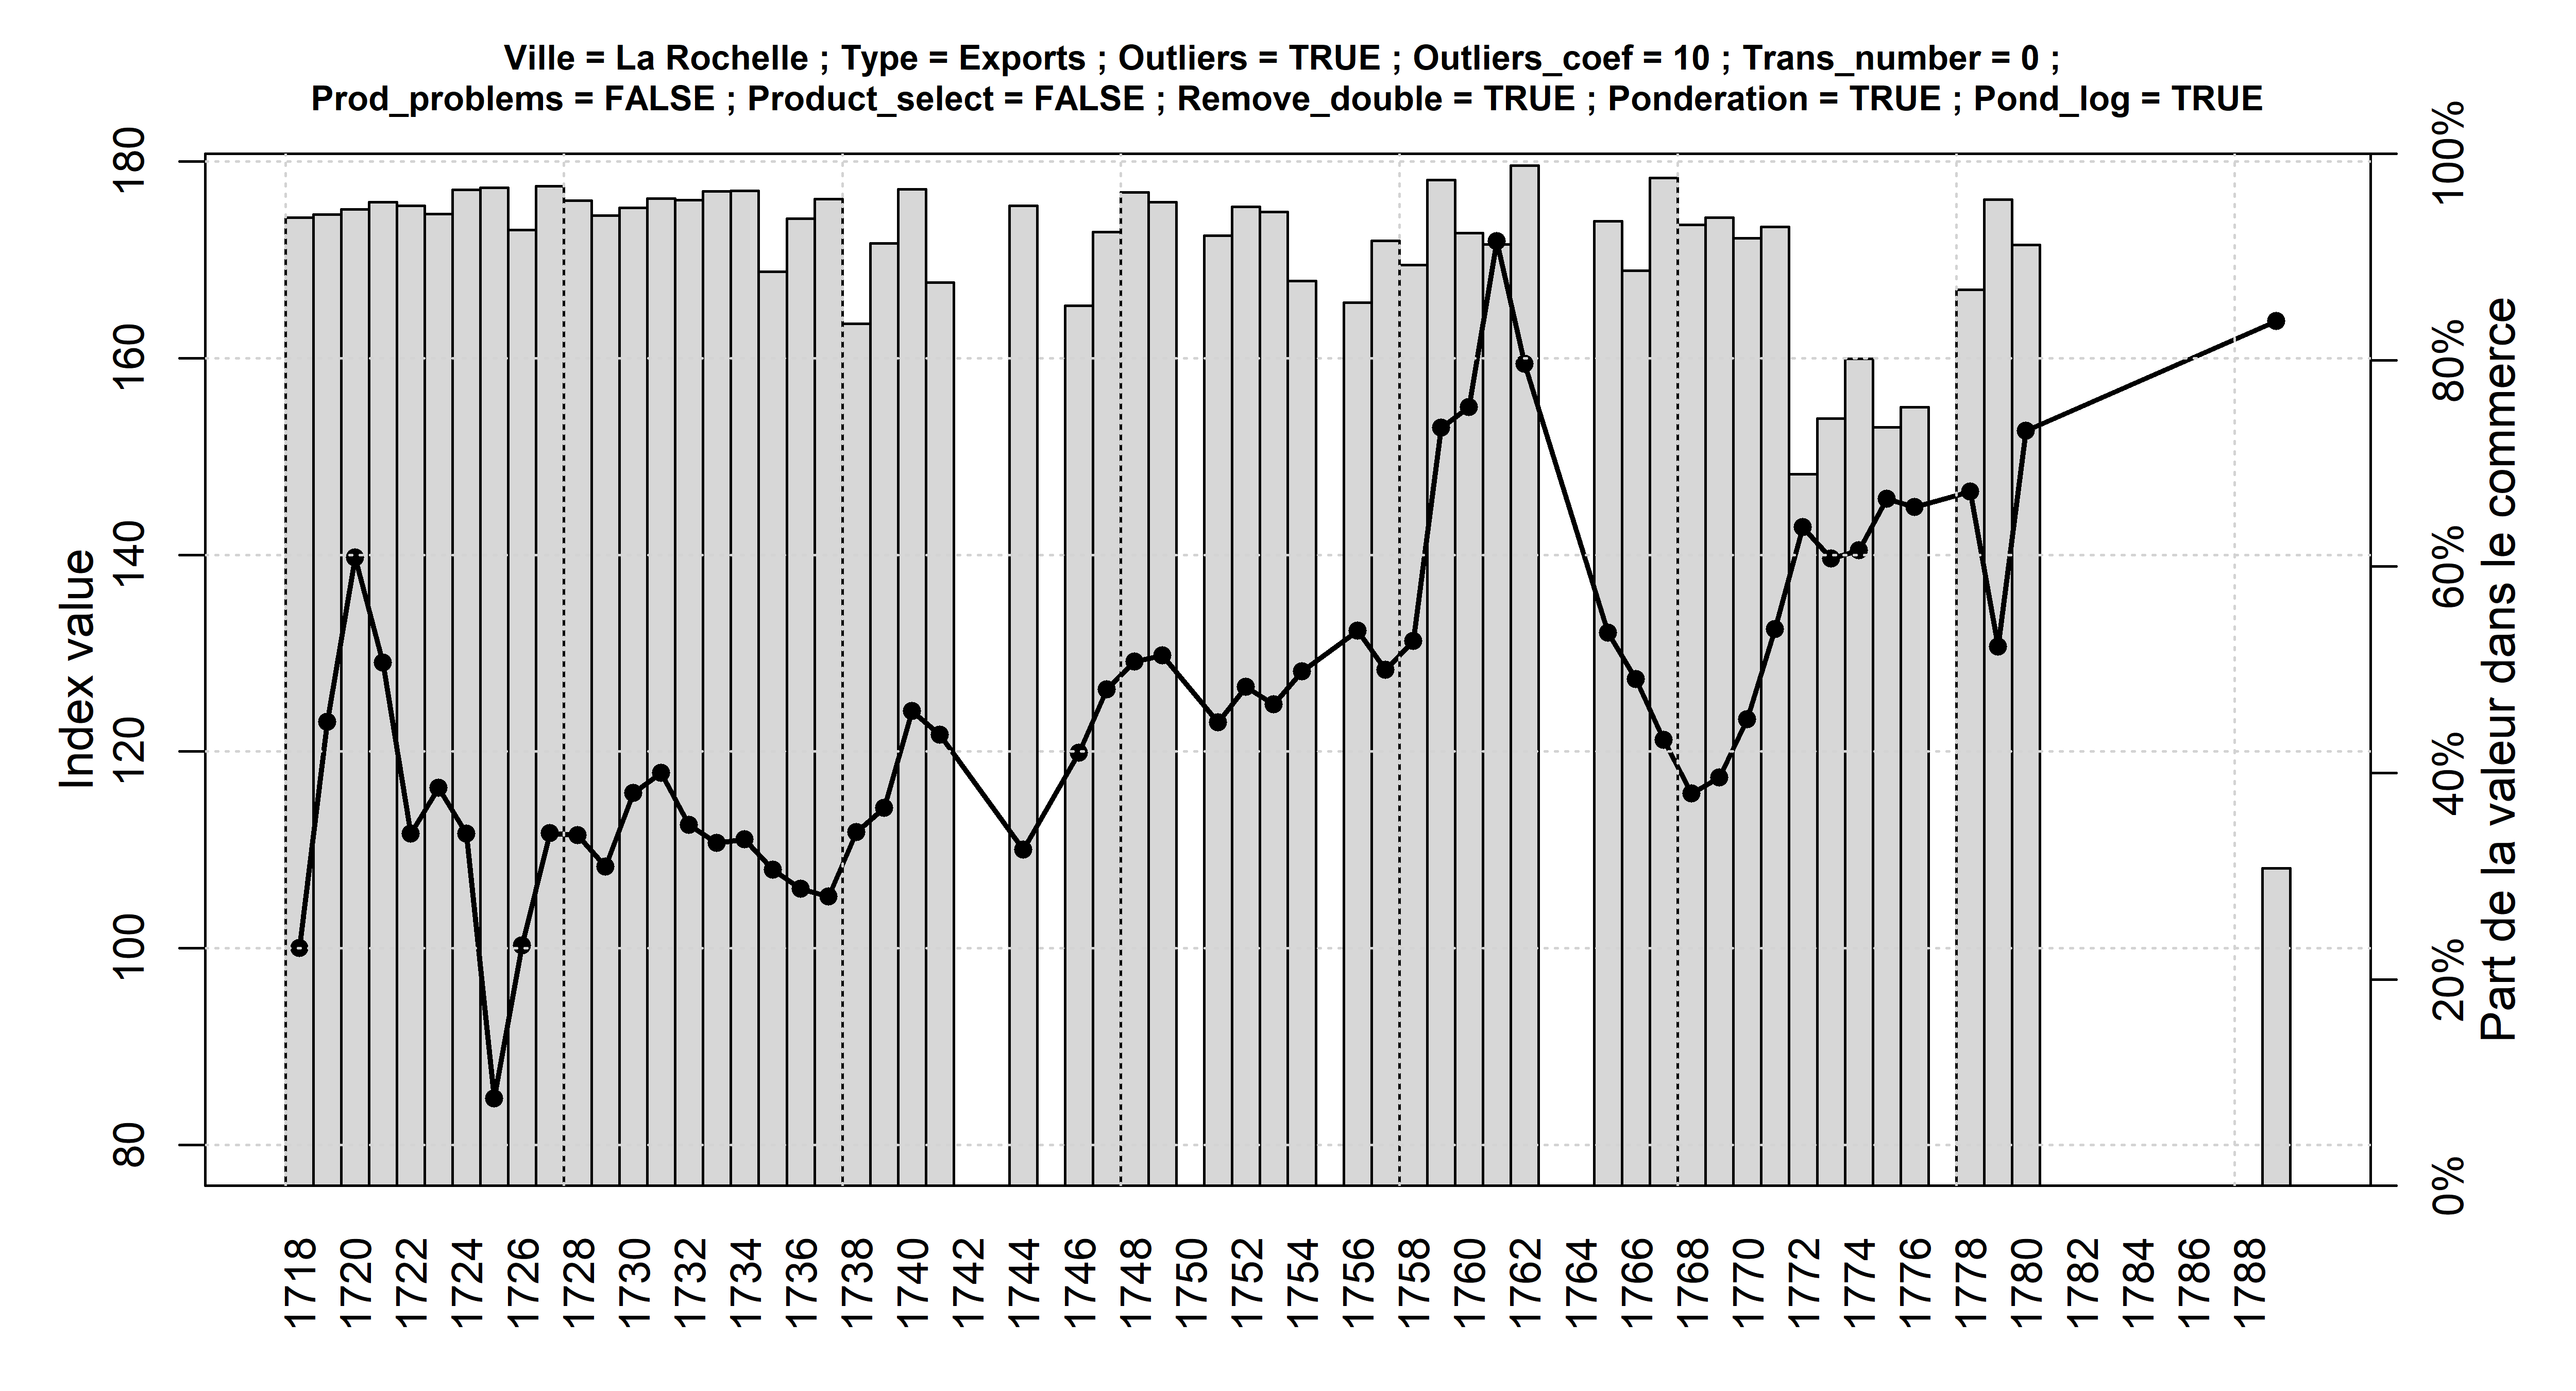 Ville = La Rochelle ; Type = Exports ; Outliers = TRUE ; Outliers_coef = 10 ; Trans_number = 0 ;
Prod_problems = FALSE ; Product_select = FALSE ; Remove_double = TRUE ; Ponderation = TRUE ; Pond_log = TRUE
Index value
180
160
140
120
100
80
100%
80%
60%
40%
20%
0%
Part de la valeur dans le commerce
1718 1720 1722 1724 1726 1728 1730 1732 1734 1736 1738 1740 1742 1744 1746 1748 1750 1752 1754 1756 1758 1760 1762 1764 1766 1768 1770 1772 1774 1776 1778 1780 1782 1784 1786 1788